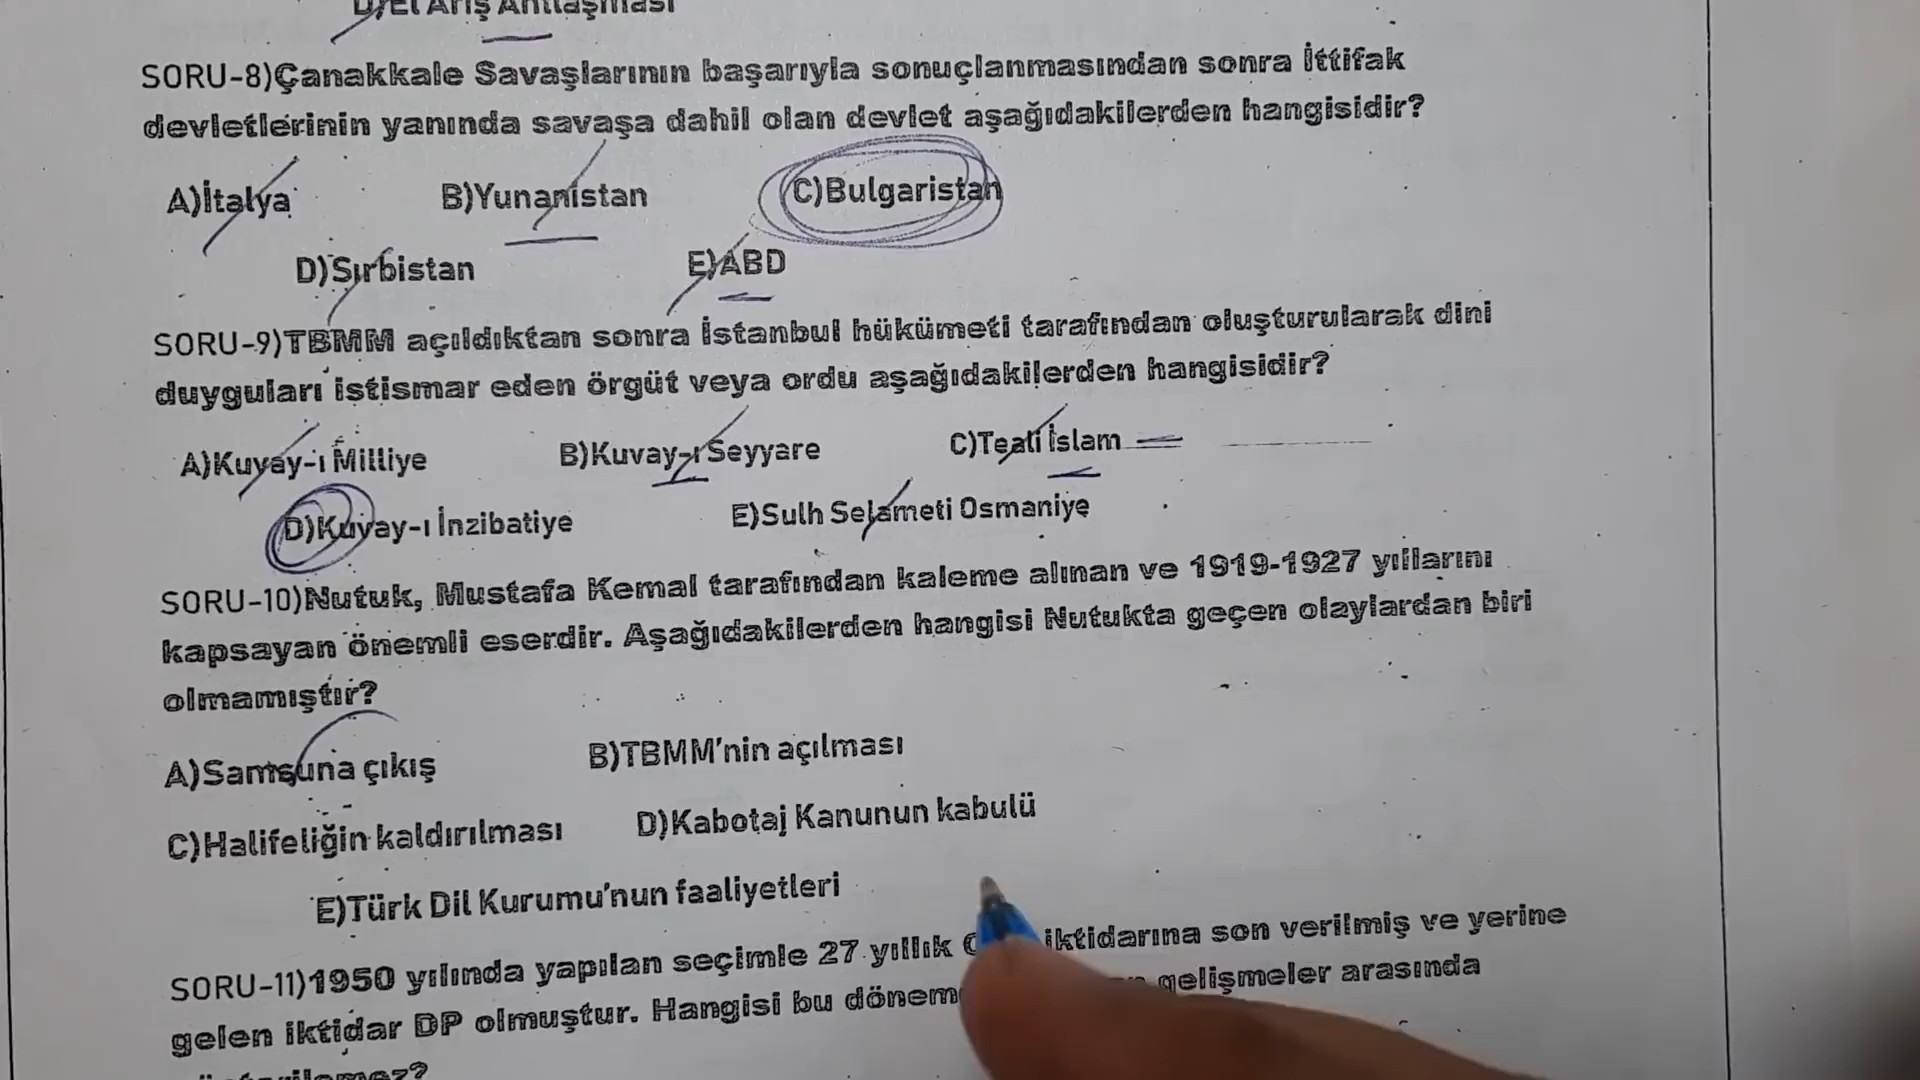 D)El Ariş Antlaşması
SORU-8)Çanakkale Savaşlarının başarıyla sonuçlanmasından sonra İttifak
devletlerinin yanında savaşa dahil olan devlet aşağıdakilerden hangisidir?
A)İtalya B)Yunanistan C)Bulgaristan
D)Sırbistan E)ABD
SORU-9)TBMM açıldıktan sonra İstanbul hükümeti tarafından oluşturularak dini
duyguları istismar eden örgüt veya ordu aşağıdakilerden hangisidir?
A)Kuvay-ı Milliye B)Kuvay-ı Seyyare C)Teali İslam
D)Kuvay-ı İnzibatiye E)Sulh Selameti Osmaniye
SORU-10)Nutuk, Mustafa Kemal tarafından kaleme alınan ve 1919-1927 yıllarını
kapsayan önemli eserdir. Aşağıdakilerden hangisi Nutukta geçen olaylardan biri
olmamıştır?
A)Samsuna çıkış B)TBMM'nin açılması
C)Halifeliğin kaldırılması D)Kabotaj Kanunun kabulü
E)Türk Dil Kurumu'nun faaliyetleri
SORU-11)1950 yılında yapılan seçimle 27 yıllık iktidarına son verilmiş ve yerine
gelen iktidar DP olmuştur. Hangisi bu dönem gelişmeler arasında